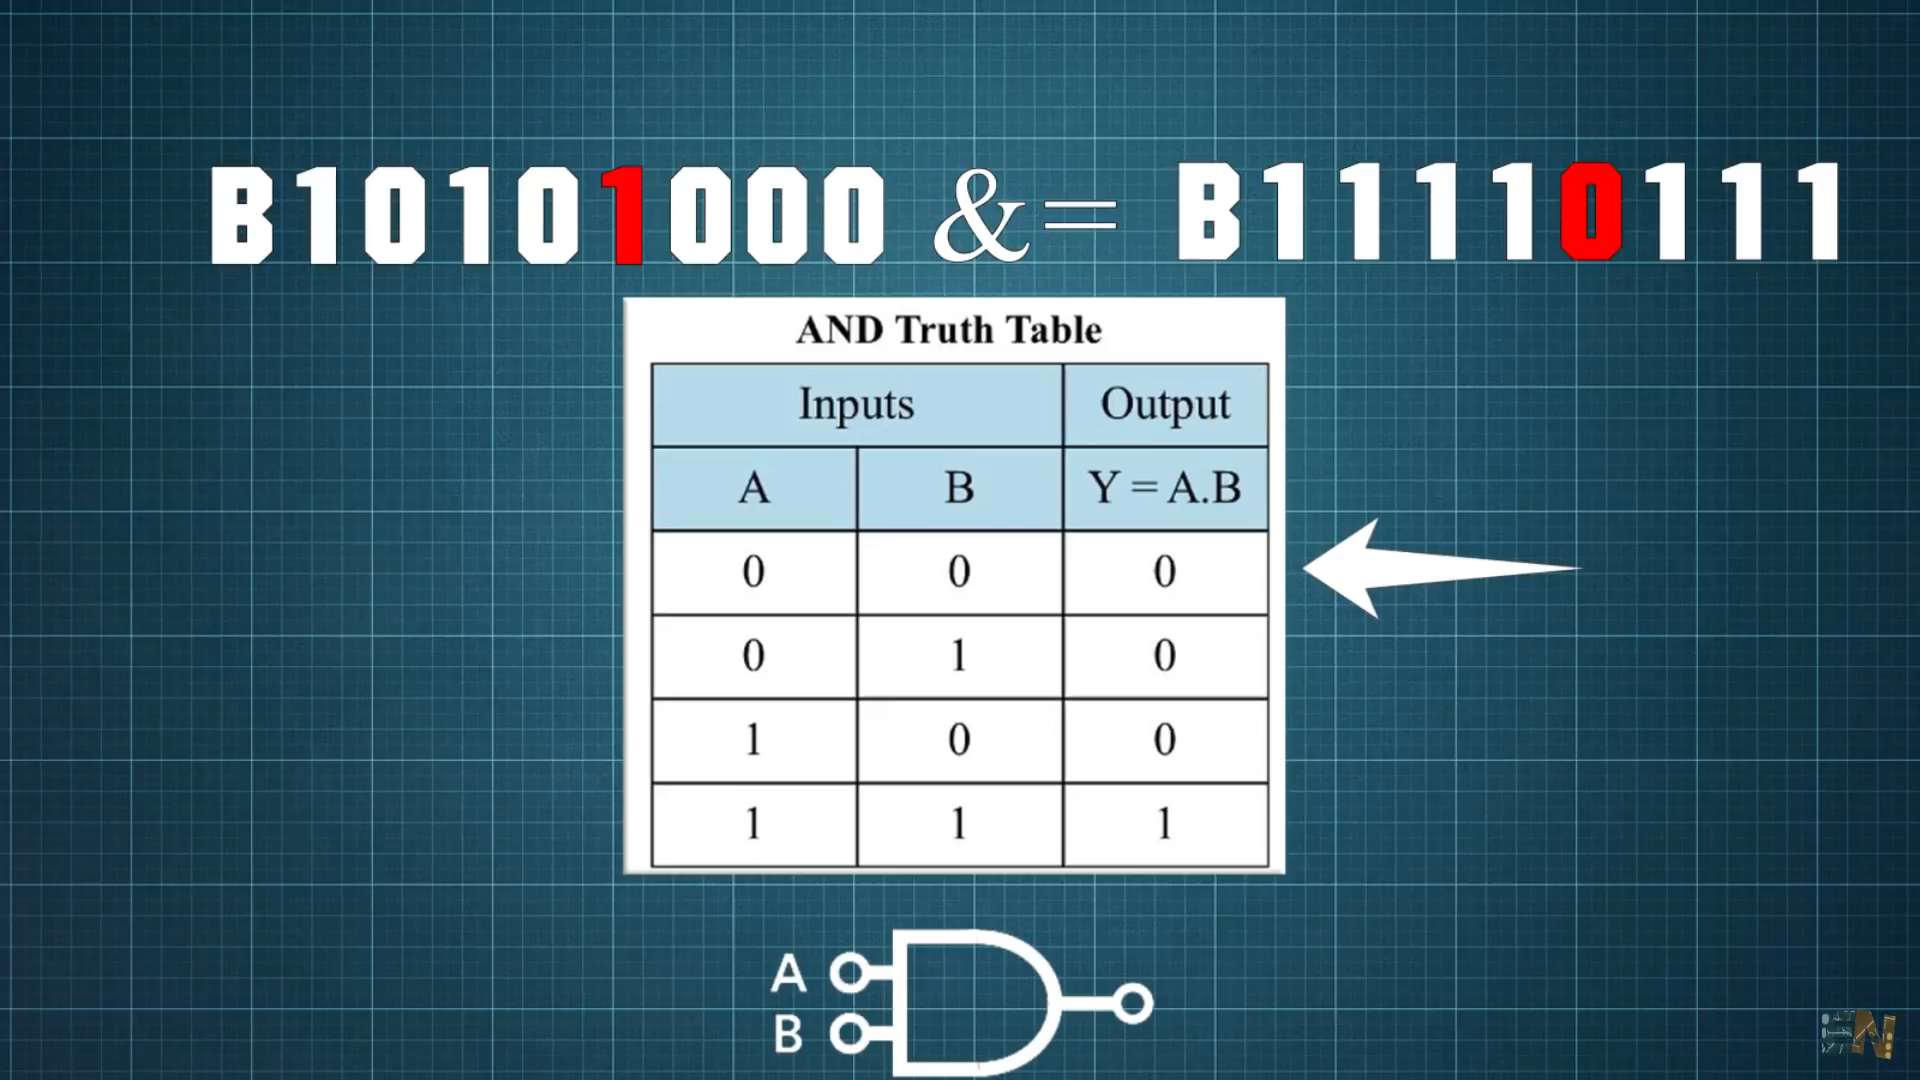 B10101000 &= B11110111
AND Truth Table
Inputs Output
A B Y = A.B
0 0 0
0 1 0
1 0 0
1 1 1
A
B
EN